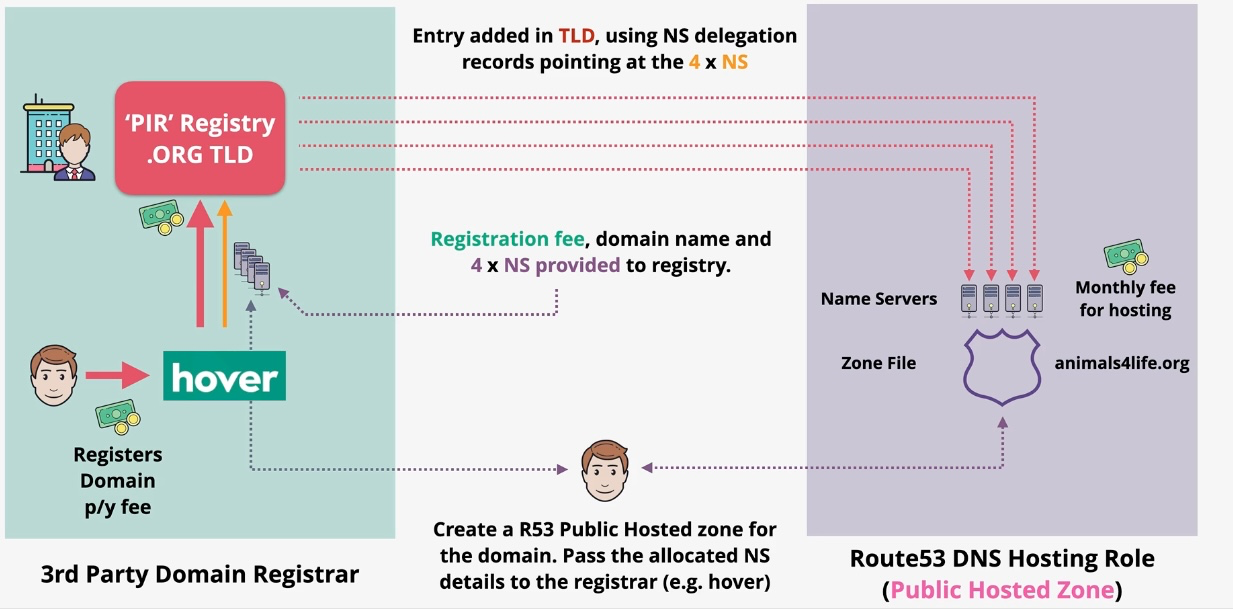 Entry added in TLD, using NS delegation
records pointing at the 4 x NS
'PIR' Registry
.ORG TLD
Registration fee, domain name and
4 x NS provided to registry.
Name Servers
Monthly fee
for hosting
Zone File
animals4life.org
hover
Registers
Domain
p/y fee
Create a R53 Public Hosted zone for
the domain. Pass the allocated NS
details to the registrar (e.g. hover)
3rd Party Domain Registrar
Route53 DNS Hosting Role
(Public Hosted Zone)